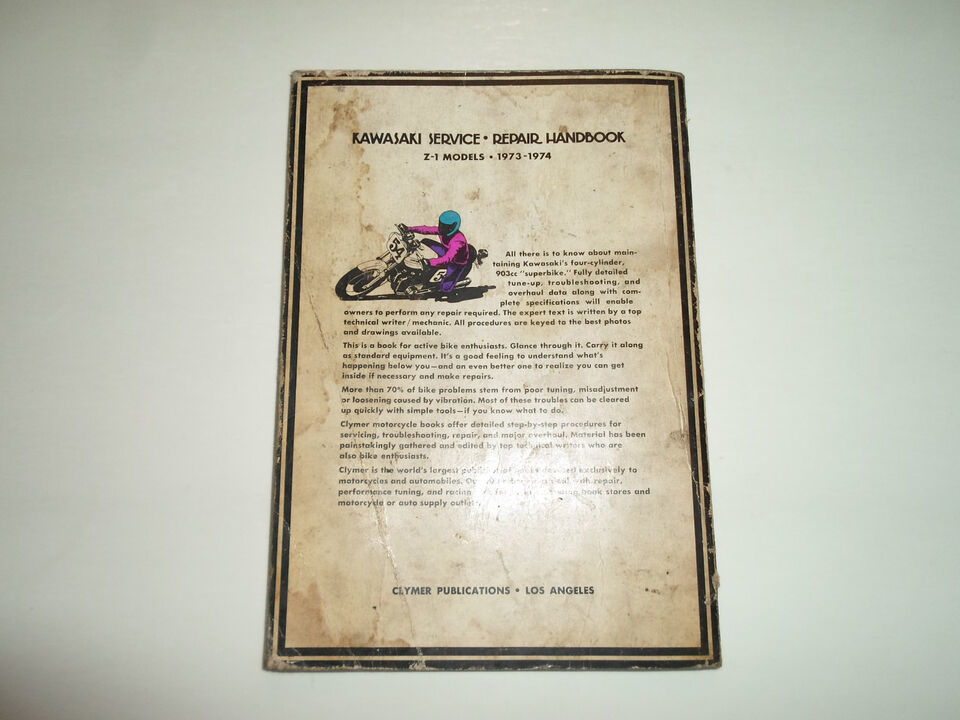 KAWASAKI SERVICE • REPAIR HANDBOOK
Z-1 MODELS • 1973-1974
54
All there is to know about main-
taining Kawasaki's four-cylinder,
903cc "superbike." Fully detailed
tune-up, troubleshooting, and
overhaul data along with com-
plete specifications will enable
owners to perform any repair required. The expert text is written by a top
technical writer/mechanic. All procedures are keyed to the best photos
and drawings available.
This is a book for active bike enthusiasts. Glance through it. Carry it along
as standard equipment. It's a good feeling to understand what's
happening below you—and an even better one to realize you can get
inside if necessary and make repairs.
More than 70% of bike problems stem from poor tuning, misadjustment
or loosening caused by vibration. Most of these troubles can be cleared
up quickly with simple tools—if you know what to do.
Clymer motorcycle books offer detailed step-by-step procedures for
servicing, troubleshooting, repair, and major overhaul. Material has been
painstakingly gathered and edited by top technical writers who are
also bike enthusiasts.
Clymer is the world's largest exclusively to
motorcycles and automobiles. with repair,
performance tuning, and racing book stores and
motorcycle or auto supply
CLYMER PUBLICATIONS • LOS ANGELES